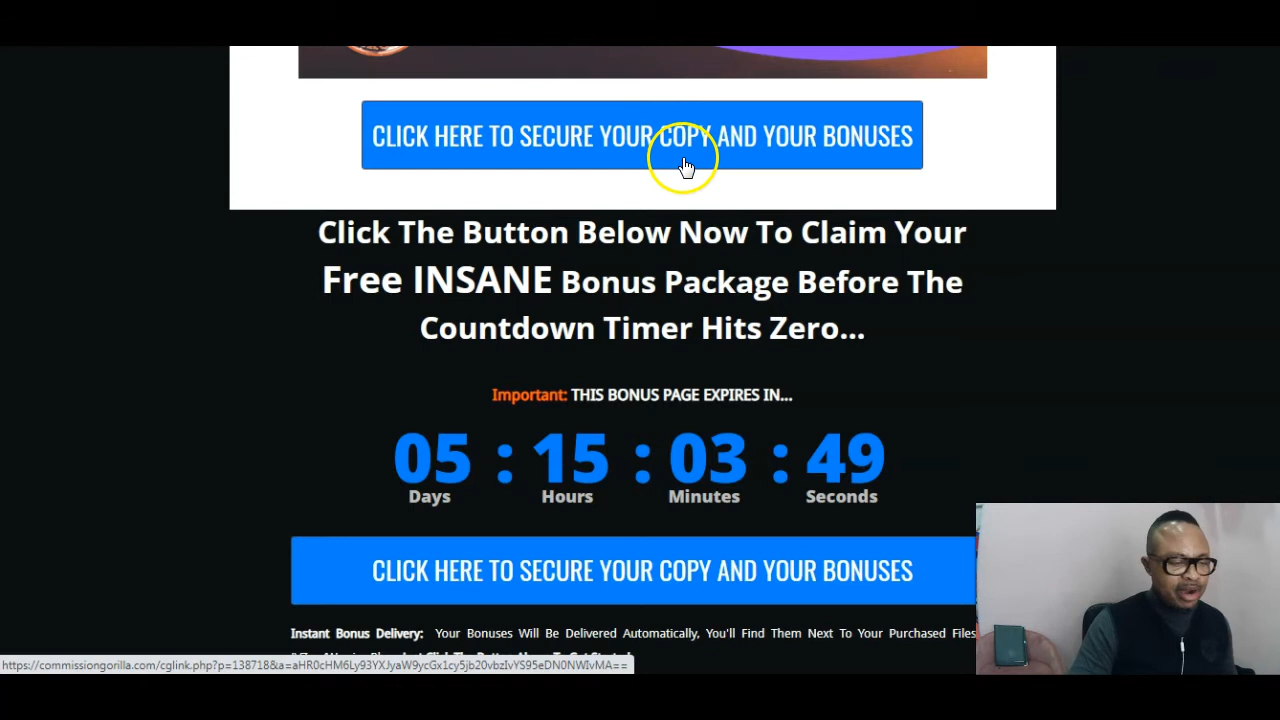 CLICK HERE TO SECURE YOUR COPY AND YOUR BONUSES
Click The Button Below Now To Claim Your
Free INSANE Bonus Package Before The
Countdown Timer Hits Zero...
Important: THIS BONUS PAGE EXPIRES IN...
05 : 15 : 03 : 49
Days Hours Minutes Seconds
CLICK HERE TO SECURE YOUR COPY AND YOUR BONUSES
Instant Bonus Delivery: Your Bonuses Will Be Delivered Automatically, You'll Find Them Next To Your Purchased Files